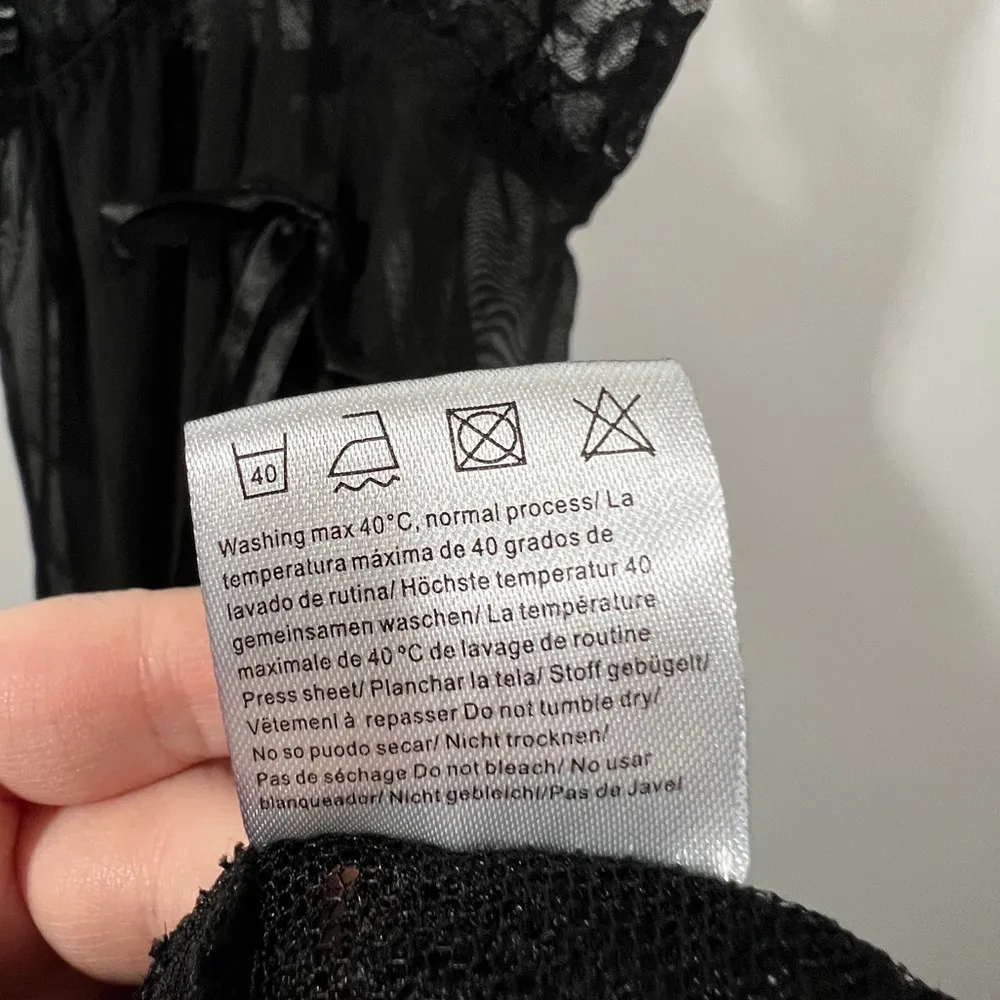 40
Washing max 40°C, normal process/ La
temperatura máxima de 40 grados de
lavado de rutina/ Höchste temperatur 40
gemeinsamen waschen/ La température
maximale de 40 °C de lavage de routine
Press sheet/ Planchar la tela/ Stoff gebügelt/
Vêtemenl à repasser Do not tumble dry/
No so puodo secar/ Nicht trocknen/
Pas de séchage Do not bleach/ No usar
blanqueador/ Nicht gebleichl/Pas da Javel